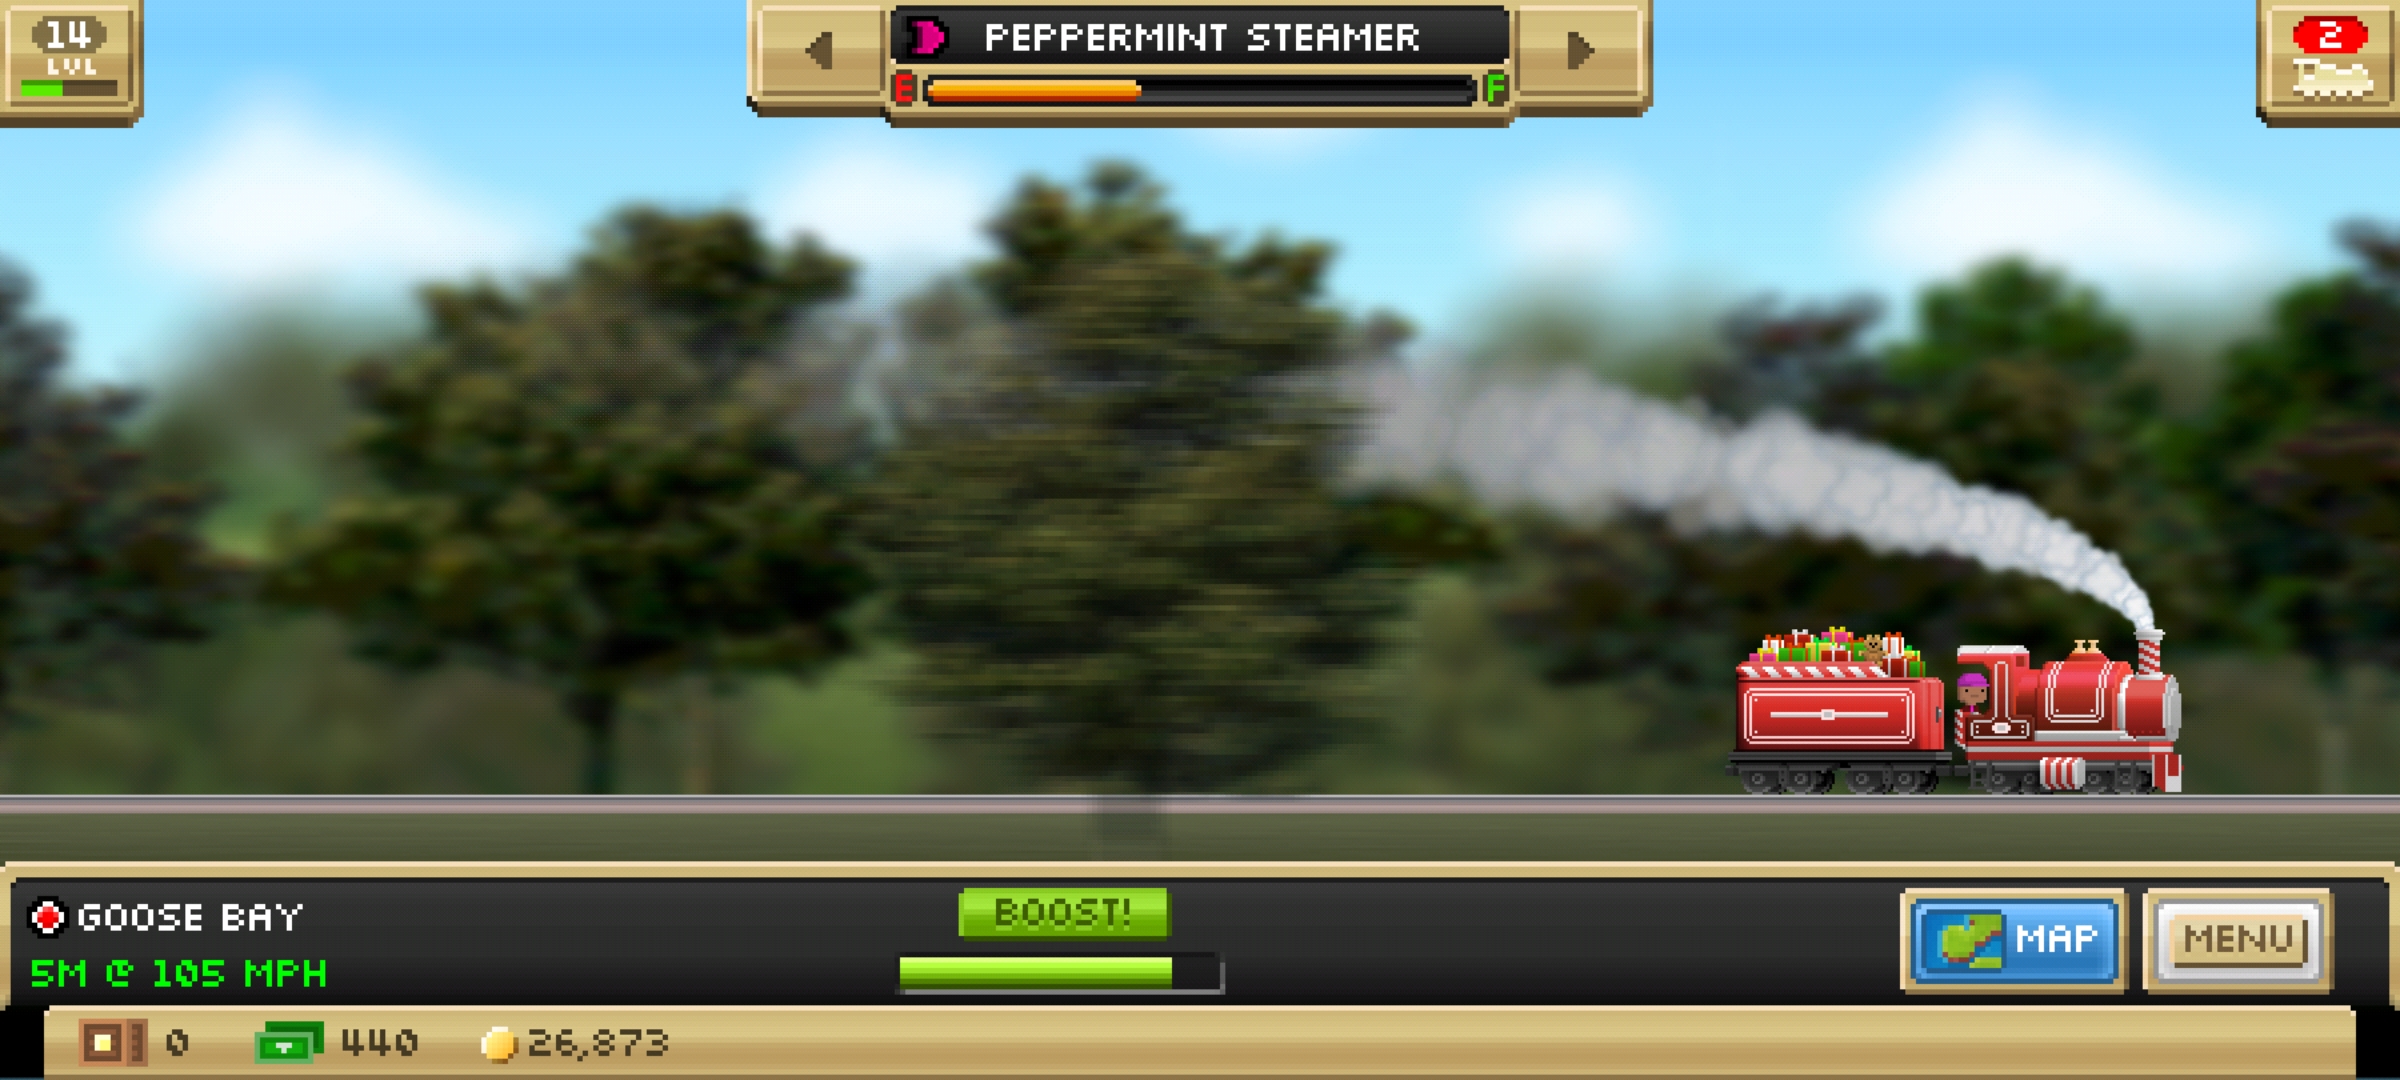 14
LVL
PEPPERMINT STEAMER
E F
2
GOOSE BAY
5M @ 105 MPH
BOOST!
MAP
MENU
0
440
26,873